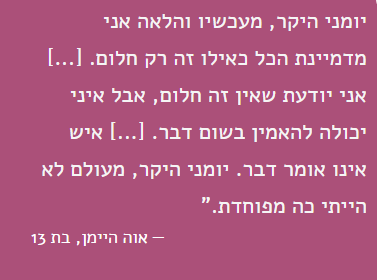 יומני היקר, מעכשיו והלאה אני
מדמיינת הכל כאילו זה רק חלום. [...]
אני יודעת שאין זה חלום, אבל איני
יכולה להאמין בשום דבר. [...] איש
אינו אומר דבר. יומני היקר, מעולם לא
הייתי כה מפוחדת."
— אוה היימן, בת 13